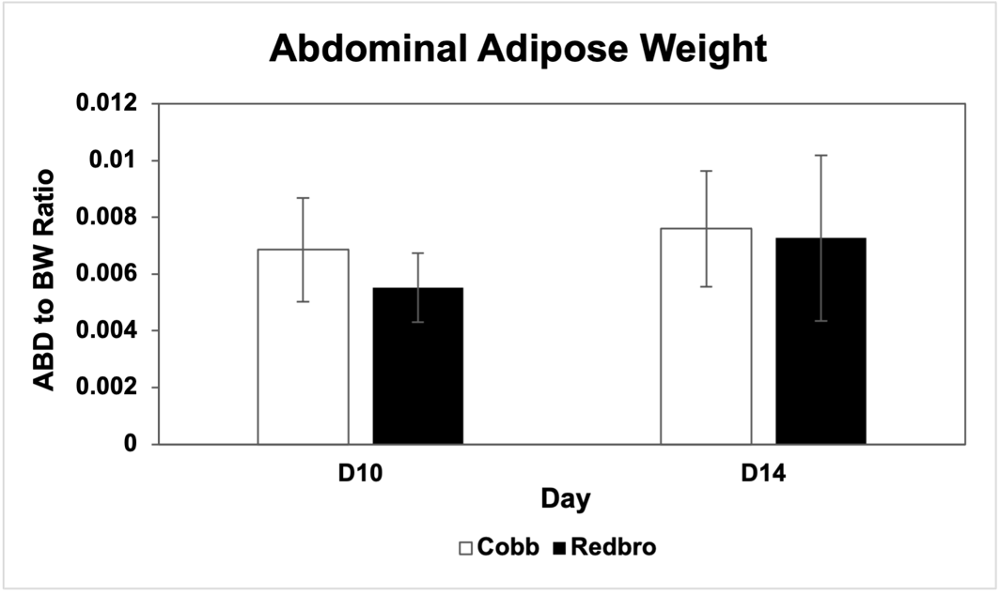 Abdominal Adipose Weight
ABD to BW Ratio
0.012
0.01
0.008
0.006
0.004
0.002
0
D10 D14
Day
Cobb Redbro